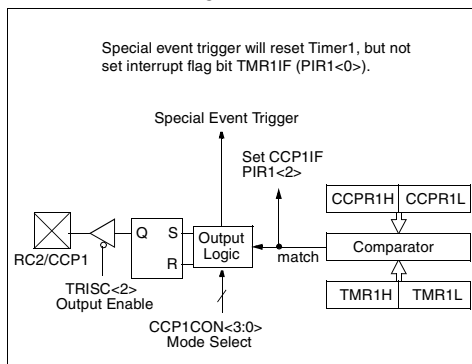 Special event trigger will reset Timer1, but not
set interrupt flag bit TMR1IF (PIR1<0>).
Special Event Trigger
Set CCP1IF
PIR1<2>
CCPR1H CCPR1L
Q S Output
Logic
R
match
Comparator
RC2/CCP1
TRISC<2>
Output Enable
TMR1H TMR1L
CCP1CON<3:0>
Mode Select